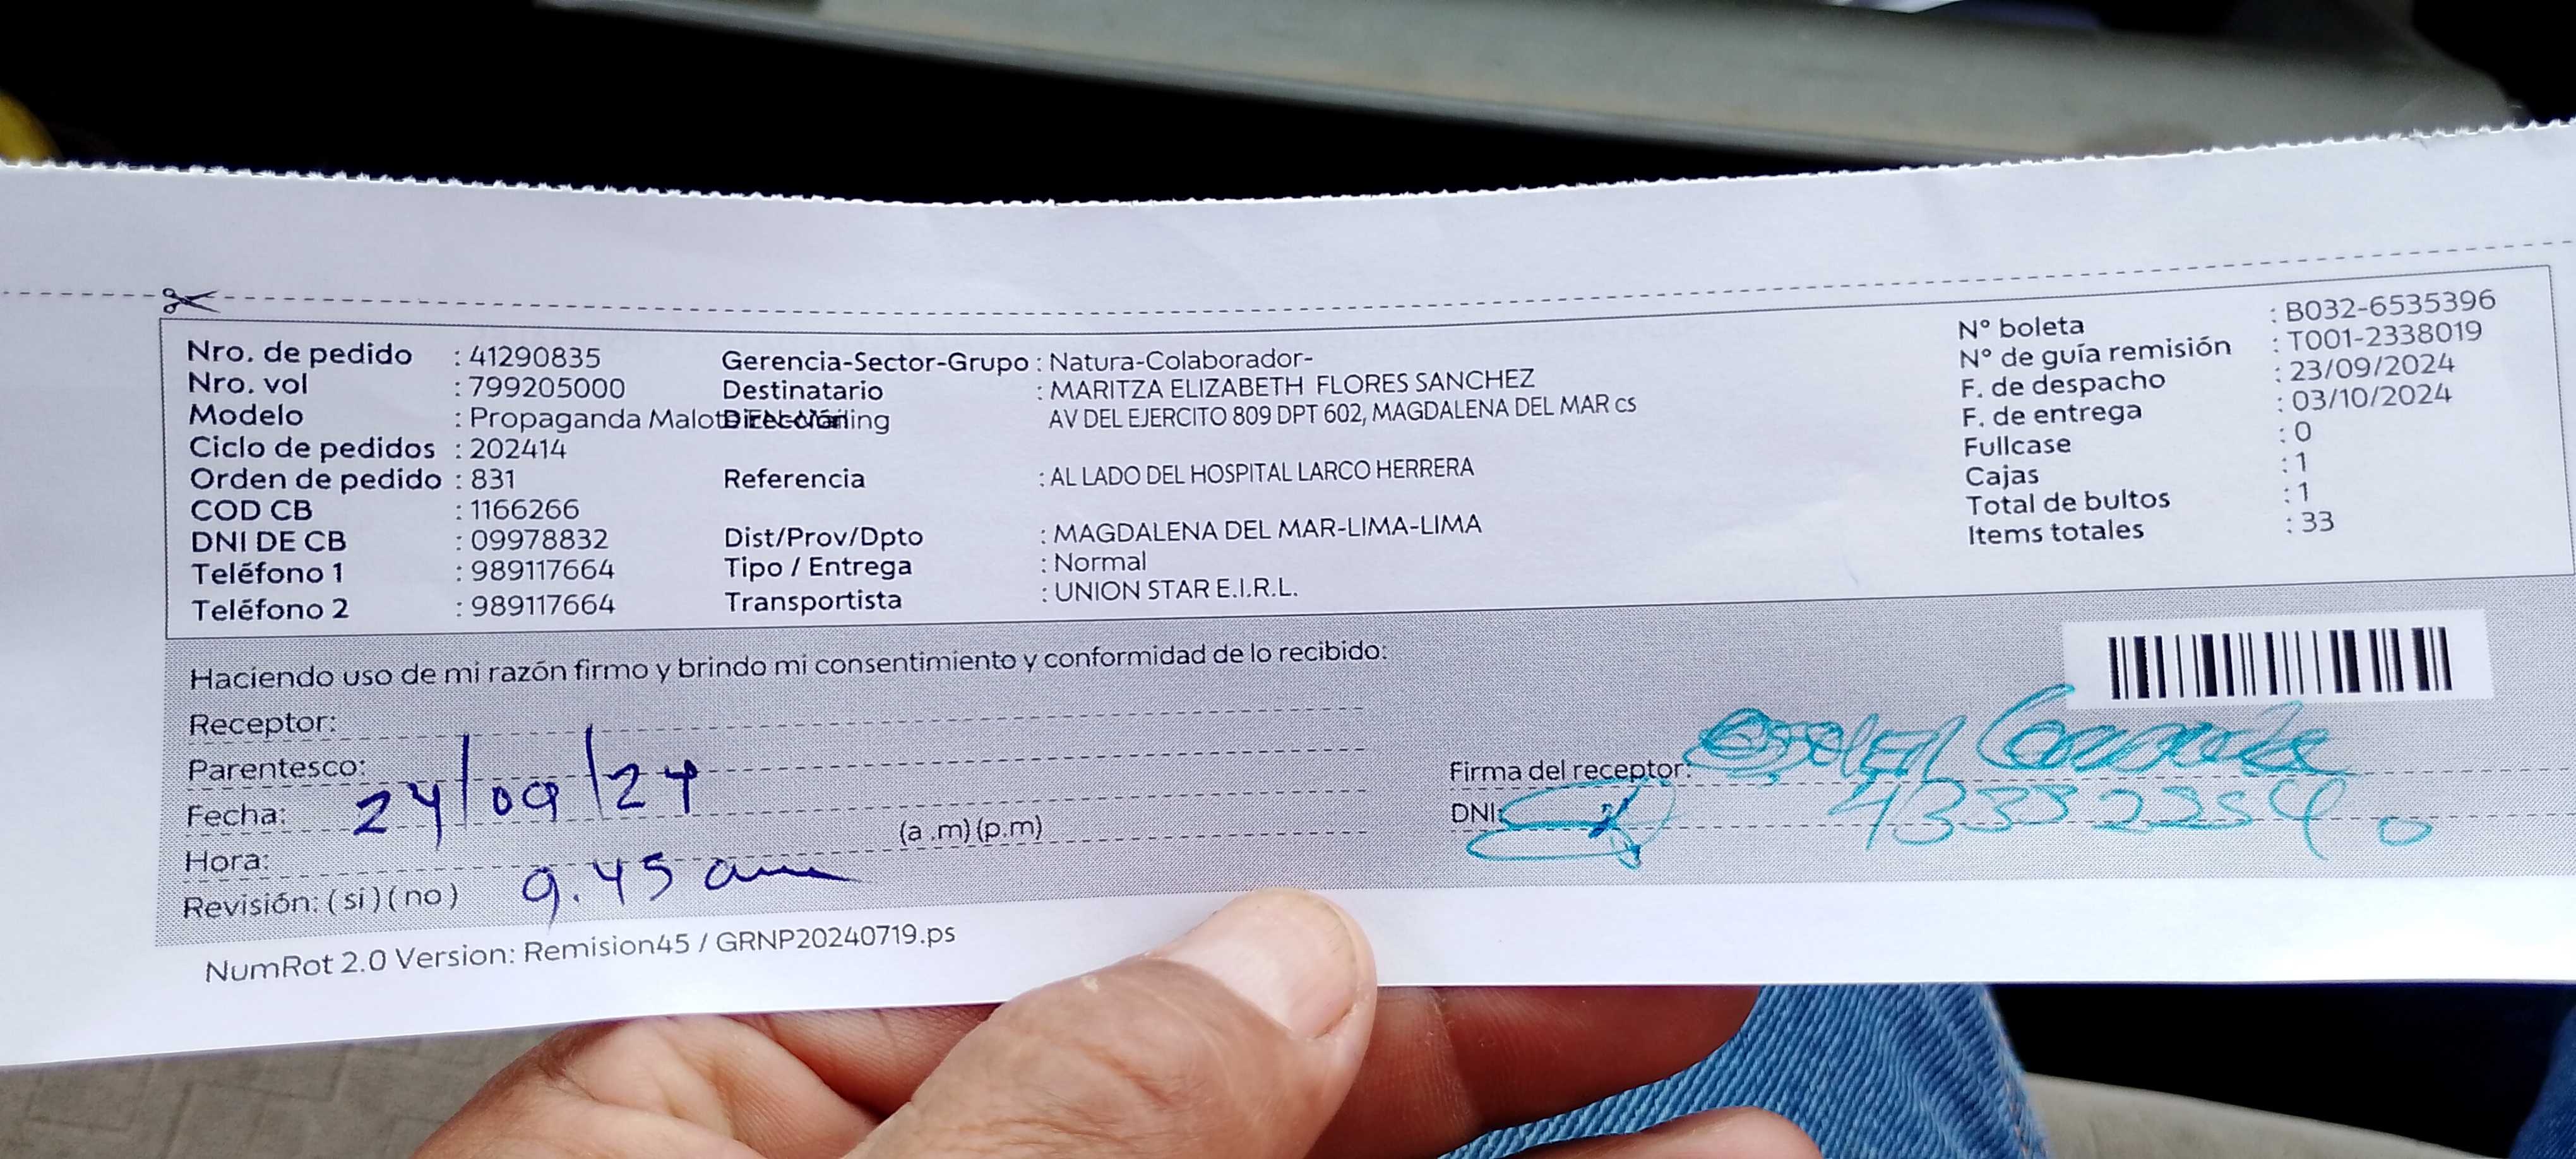 Nro. de pedido : 41290835
Nro. vol : 799205000
Modelo : Propaganda
Ciclo de pedidos : 202414
Orden de pedido : 831
COD CB : 1166266
DNI DE CB : 09978832
Teléfono 1 : 989117664
Teléfono 2 : 989117664
Gerencia-Sector-Grupo : Natura-Colaborador-
Destinatario : MARITZA ELIZABETH FLORES SANCHEZ
Dirección AV DEL EJERCITO 809 DPT 602, MAGDALENA DEL MAR cs
Referencia : AL LADO DEL HOSPITAL LARCO HERRERA
Dist/Prov/Dpto : MAGDALENA DEL MAR-LIMA-LIMA
Tipo / Entrega : Normal
Transportista : UNION STAR E.I.R.L.
N° boleta : B032-6535396
N° de guía remisión : T001-2338019
F. de despacho : 23/09/2024
F. de entrega : 03/10/2024
Fullcase : 0
Cajas : 1
Total de bultos : 1
Items totales : 33
Haciendo uso de mi razón firmo y brindo mi consentimiento y conformidad de lo recibido:
Receptor:
Parentesco:
Fecha: 24/09/24
Hora: (a .m) (p.m)
9.45 am
Revisión: ( si ) ( no )
Firma del receptor:
DNI:
NumRot 2.0 Version: Remision45 / GRNP20240719.ps